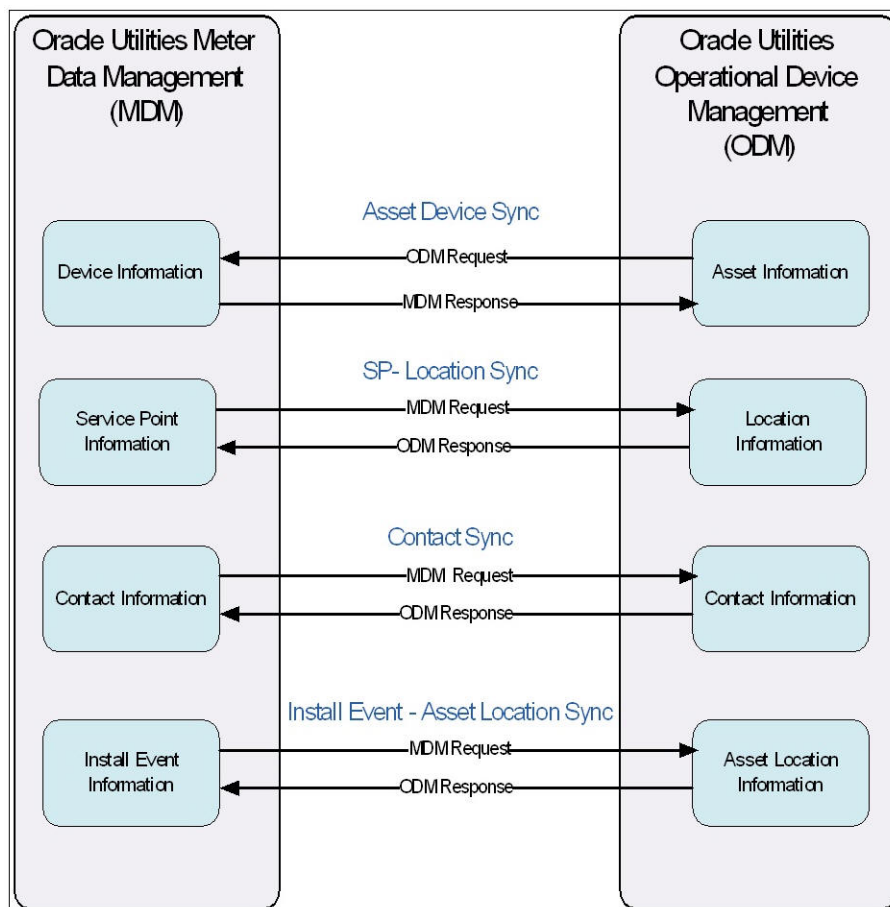 Oracle Utilities Meter
Data Management
(MDM)
Oracle Utilities
Operational Device
Management
(ODM)
Asset Device Sync
Device Information
ODM Request
MDM Response
Asset Information
SP- Location Sync
Service Point
Information
MDM Request
ODM Response
Location
Information
Contact Sync
Contact Information
MDM Request
ODM Response
Contact Information
Install Event - Asset Location Sync
Install Event
Information
MDM Request
ODM Response
Asset Location
Information